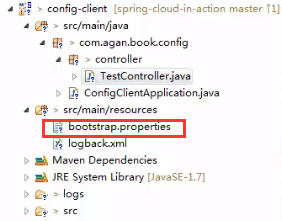 config-client [spring-cloud-in-action master ↑1]
src/main/java
com.agan.book.config
controller
TestController.java
ConfigClientApplication.java
src/main/resources
bootstrap.properties
logback.xml
Maven Dependencies
JRE System Library [JavaSE-1.7]
logs
src